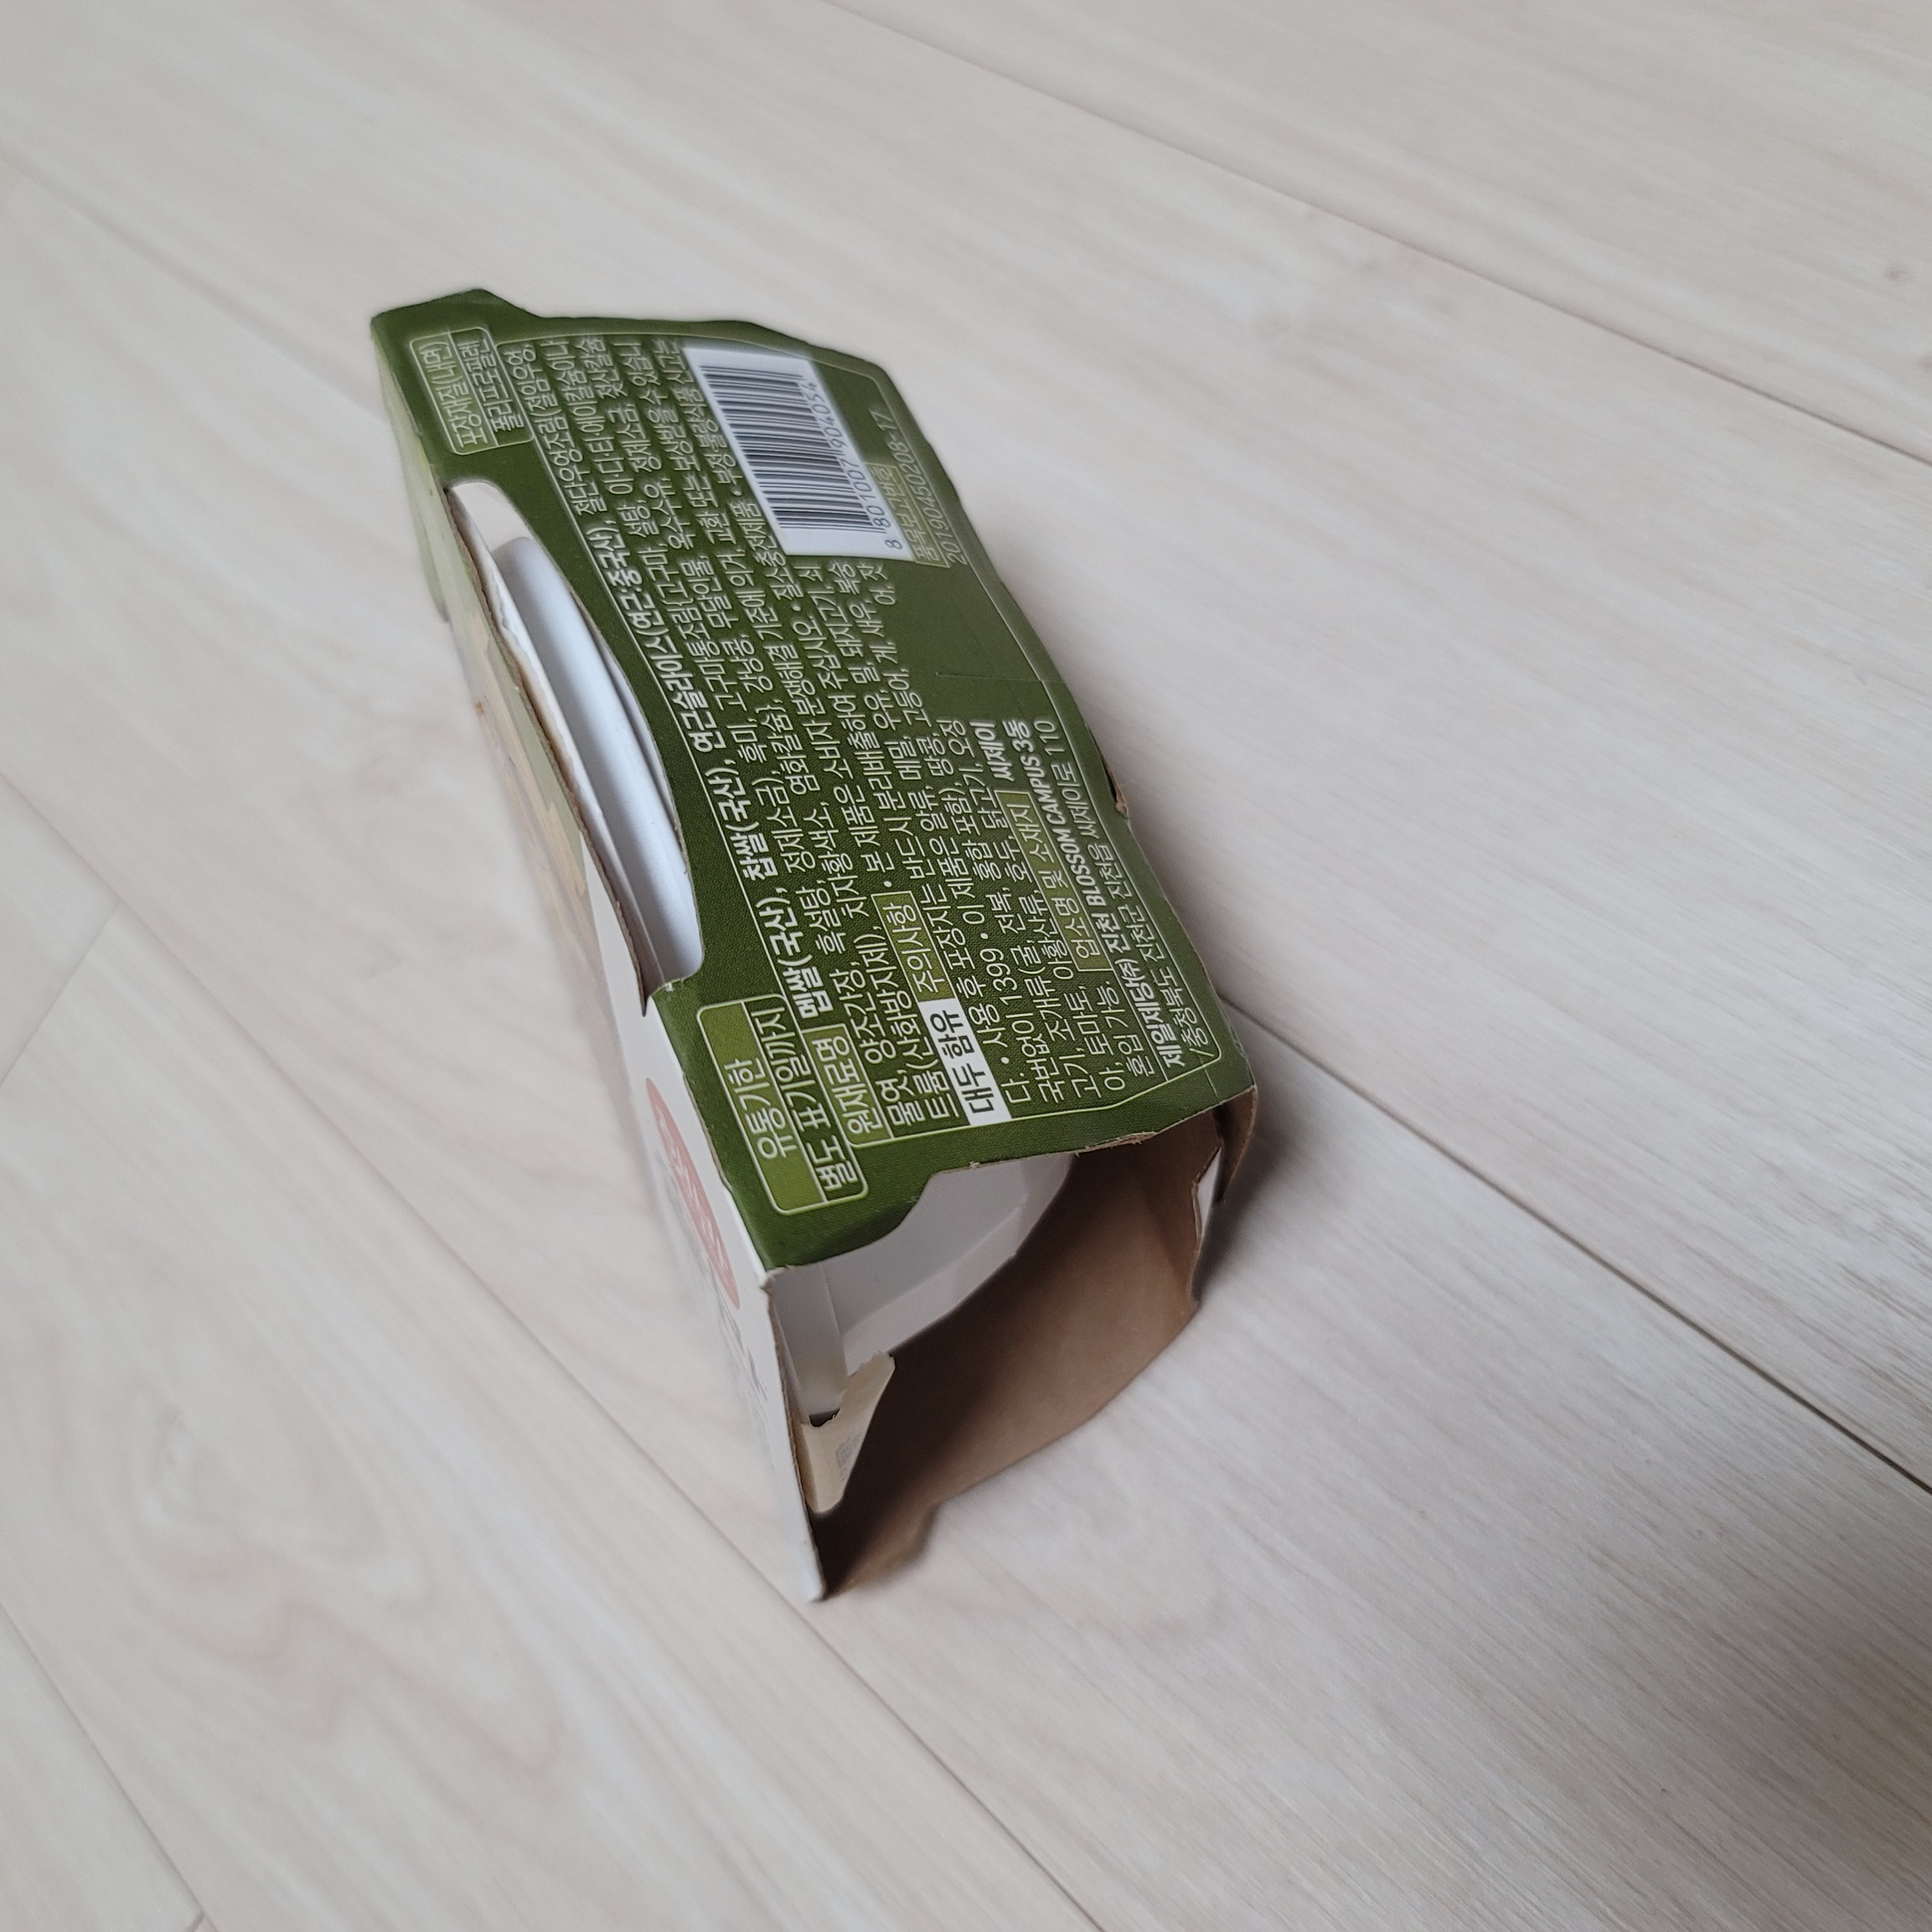 포장재질(내면)
폴리프로필렌
유통기한
별도 표기일까지
원재료명 멥쌀(국산), 찹쌀(국산), 연근슬라이스(연근:중국산), 절단우엉조림(절임우엉,
물엿, 양조간장, 흑설탕, 정제소금), 흑미, 고구마통조림{고구마, 설탕, 이·디·티·에이칼슘이나
트륨(산화방지제), 치자황색소, 염화칼슘}, 강낭콩, 무달인물, 옥수수유, 정제소금, 젖산칼슘
대두 함유 주의사항 • 본 제품은 소비자 분쟁해결 기준에 의거, 교환 또는 보상받을 수 있습니
다. • 사용 후 포장지는 반드시 분리배출하여 주십시오. • 질소충전제품 • 부정·불량식품 신고는
국번없이 1399 • 이 제품은 알류, 메밀, 우유, 밀, 돼지고기, 쇠
고기, 조개류(굴, 전복, 홍합 포함), 땅콩, 고등어, 게, 새우, 복숭
아, 토마토, 아황산류, 호두, 닭고기, 오징어, 잣
혼입 가능. 업소명 및 소재지 씨제이
제일제당㈜ 진천 BLOSSOM CAMPUS 3동
/충청북도 진천군 진천읍 씨제이로 110
8 801007 904054
품목보고번호
20190450208-17